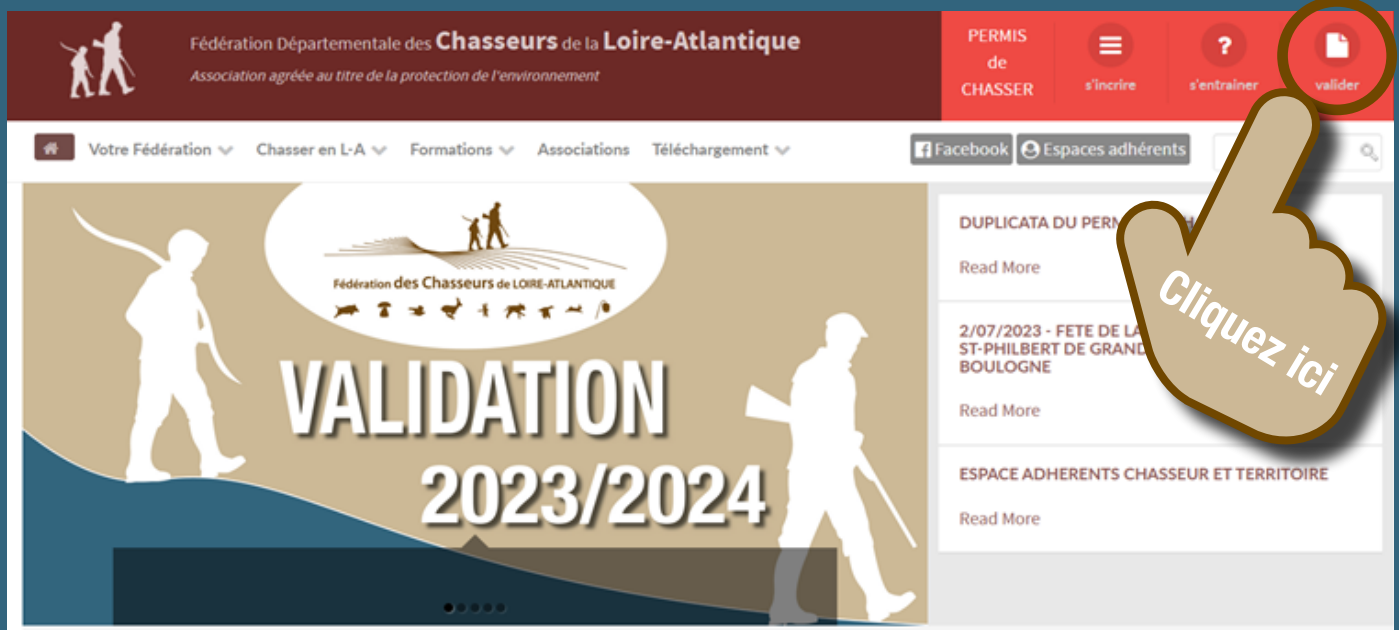 Fédération Départementale des Chasseurs de la Loire-Atlantique
Association agréée au titre de la protection de l'environnement
PERMIS
de
CHASSER
s'incrire
s'entrainer
valider
Votre Fédération
Chasser en L-A
Formations
Associations
Téléchargement
Facebook
Espaces adhérents
Fédération des Chasseurs de LOIRE-ATLANTIQUE
VALIDATION
2023/2024
DUPLICATA DU
Read More
2/07/2023 - FETE DE LA
ST-PHILBERT DE GRAND
BOULOGNE
Read More
ESPACE ADHERENTS CHASSEUR ET TERRITOIRE
Read More
Cliquez ici